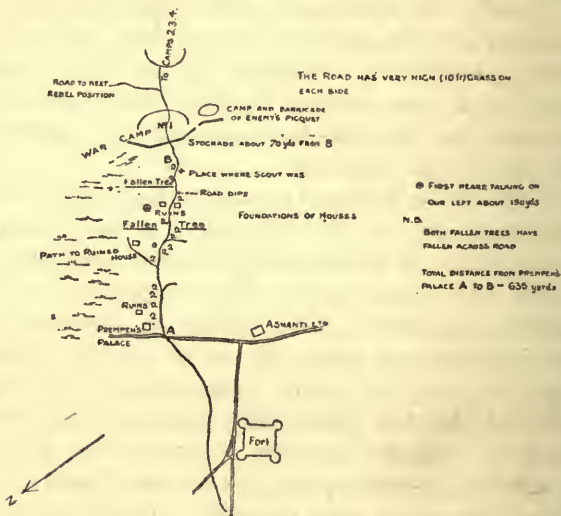 CAMPS 2.3.4.
ROAD TO NEXT
REBEL POSITION
THE ROAD HAS VERY HIGH (10 ft) GRASS ON
EACH SIDE
CAMP AND BARRICADE
OF ENEMY'S PICQUET
WAR CAMP No 1
STOCKADE ABOUT 70 yds FROM B
B
PLACE WHERE SCOUT WAS
Fallen Tree
ROAD DIPS
RUINS
FOUNDATIONS OF HOUSES
Fallen Tree
FIRST HEARD TALKING ON
OUR LEFT ABOUT 150 yds
N.B.
BOTH FALLEN TREES HAVE
FALLEN ACROSS ROAD
TOTAL DISTANCE FROM PREMPEH'S
PALACE A TO B = 635 yards
PATH TO RUINED
HOUSE
RUINS
PREMPEH'S
PALACE
A
ASHANTI LTD
Fort
N